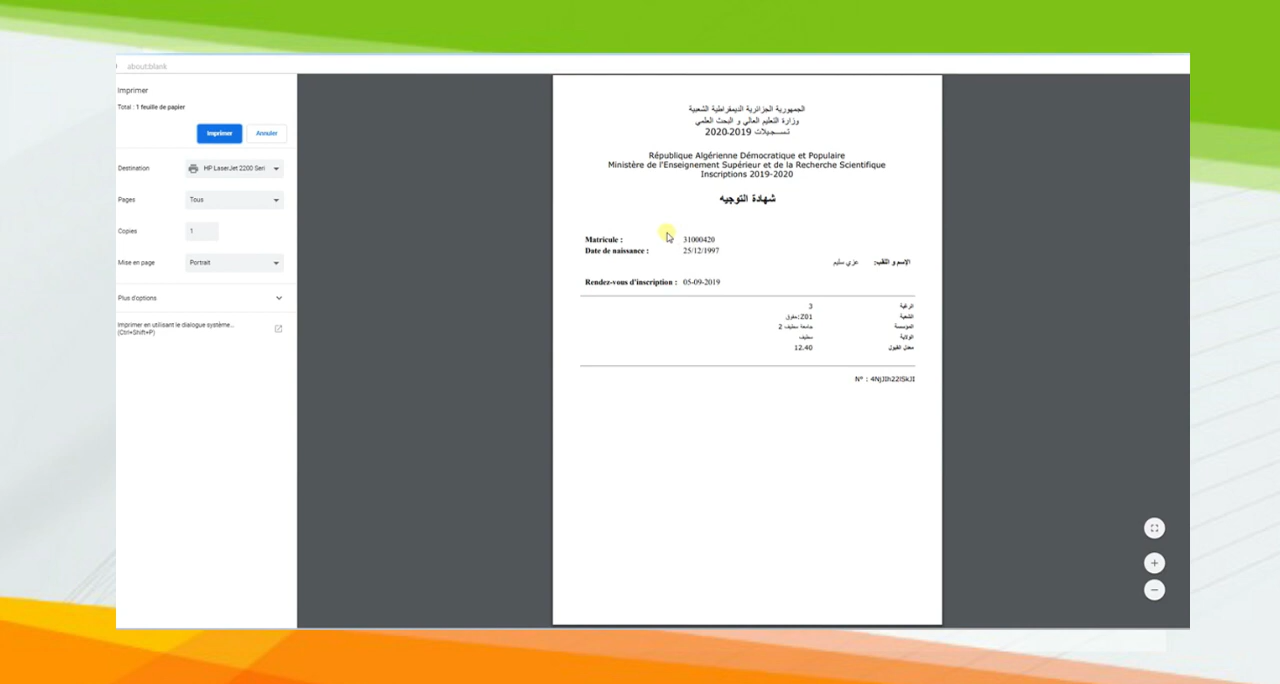 about:blank
Imprimer
Total : 1 feuille de papier
Imprimer Annuler
Destination HP LaserJet 2200 Seri
Pages Tous
Copies 1
Mise en page Portrait
Plus d'options
Imprimer en utilisant le dialogue système...
(Ctrl+Shift+P)
الجمهورية الجزائرية الديمقراطية الشعبية
وزارة التعليم العالي و البحث العلمي
تسـجـيلات 2019-2020
République Algérienne Démocratique et Populaire
Ministère de l'Enseignement Supérieur et de la Recherche Scientifique
Inscriptions 2019-2020
شهادة التوجيه
Matricule : 31000420
Date de naissance : 25/12/1997
الإسم و اللقب: عزي سليم
Rendez-vous d'inscription : 05-09-2019
الرغبة 3
الشعبة Z01:حقوق
المؤسسة جامعة سطيف 2
الولاية سطيف
معدل القبول 12.40
N° :